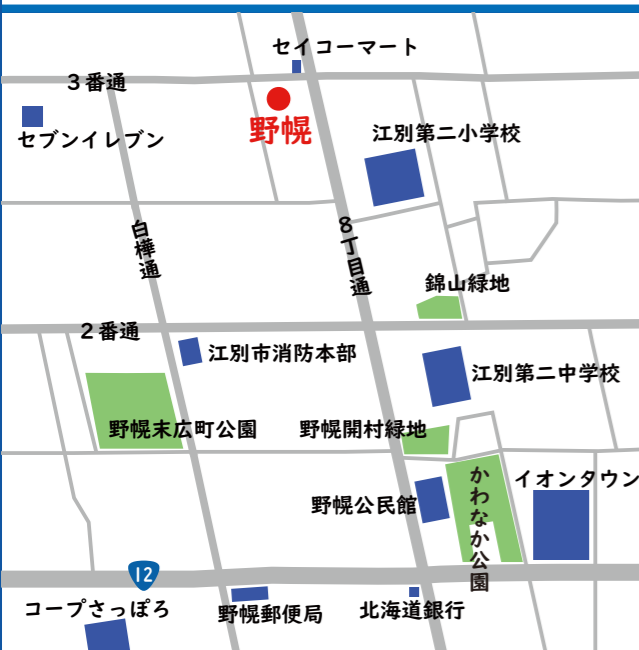 セイコーマート
3番通
セブンイレブン
野幌
江別第二小学校
白樺通
8丁目通
錦山緑地
2番通
江別市消防本部
江別第二中学校
野幌末広町公園
野幌開村緑地
かわなか公園
イオンタウン
野幌公民館
12
コープさっぽろ
野幌郵便局
北海道銀行